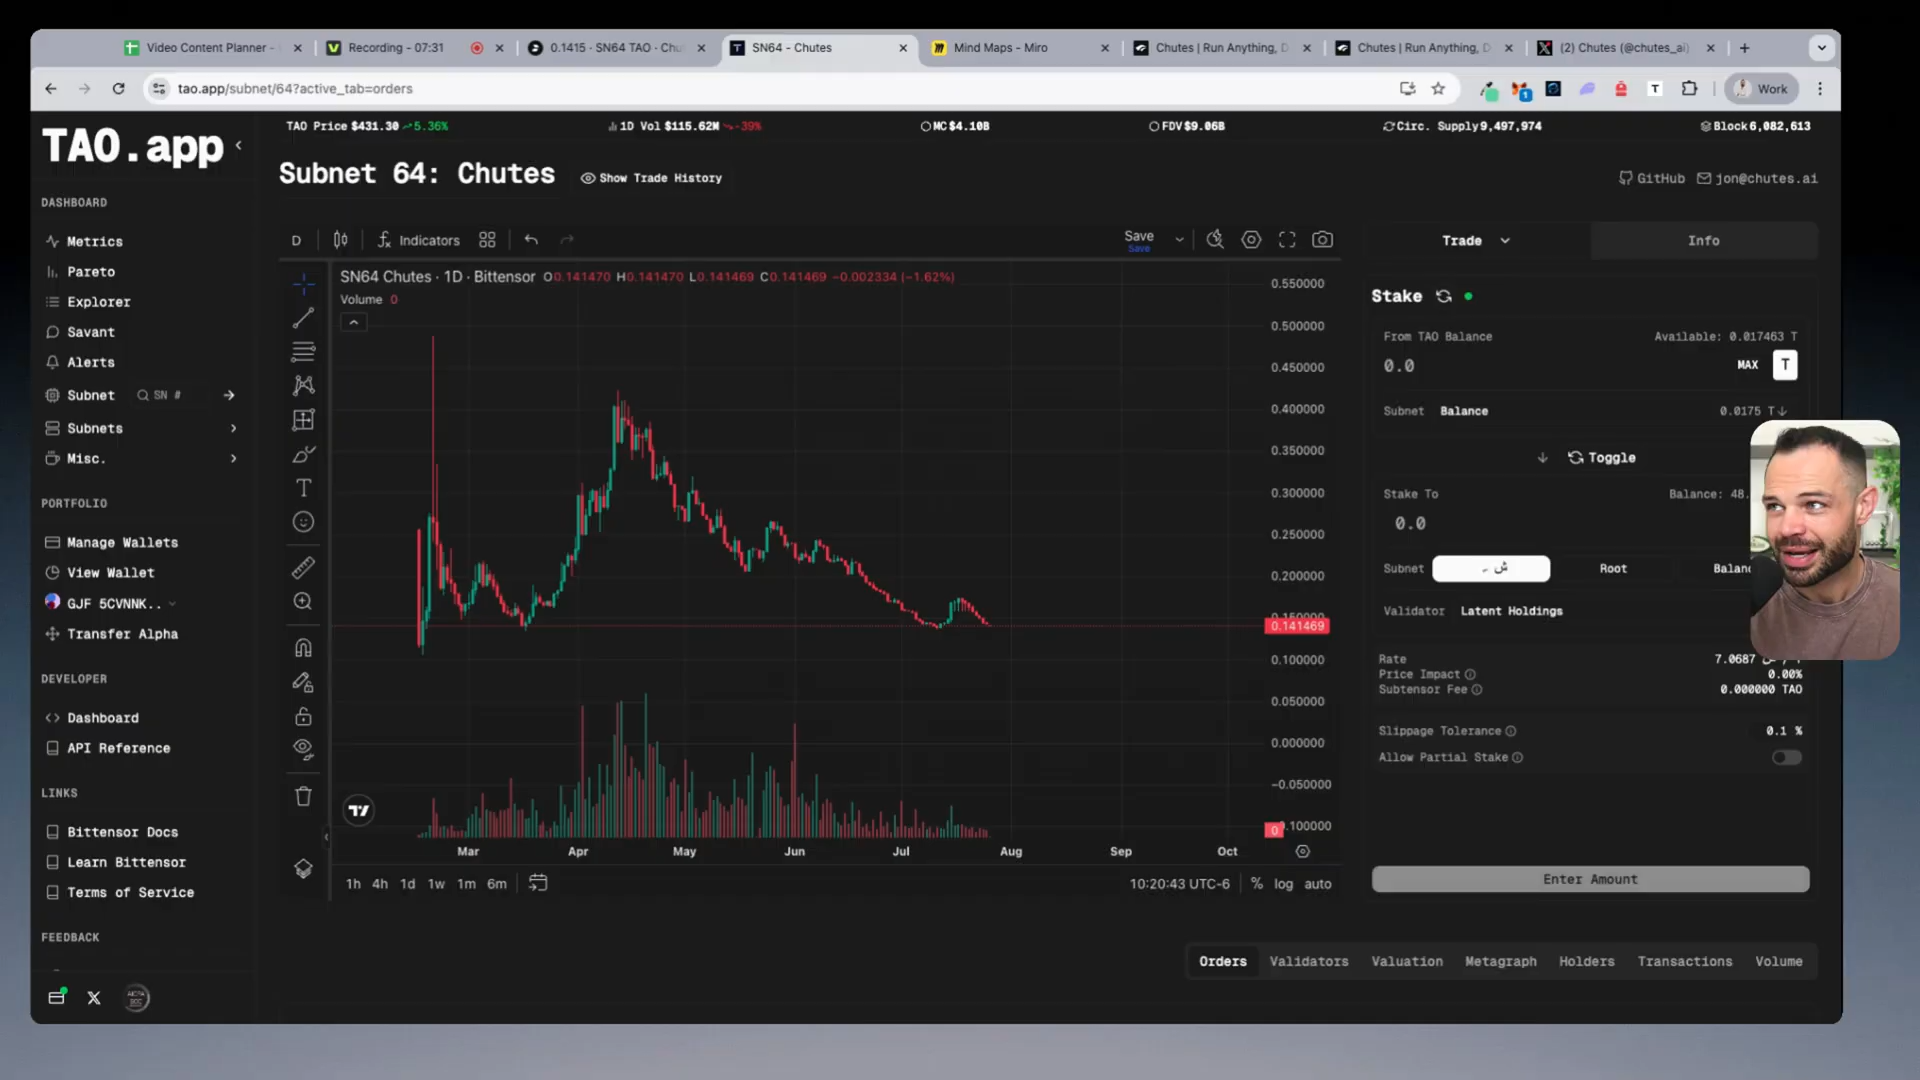 Video Content Planner -
Recording - 07:31
0.1415 · SN64 TAO · Chu
SN64 - Chutes
Mind Maps - Miro
Chutes | Run Anything, D
Chutes | Run Anything, D
(2) Chutes (@chutes_ai)
tao.app/subnet/64?active_tab=orders
1
T
Work
TAO.app
TAO Price $431.30 5.36%
1D Vol $115.62M -39%
MC $4.10B
FDV $9.06B
Circ. Supply 9,497,974
Block 6,082,613
Subnet 64: Chutes
Show Trade History
GitHub
jon@chutes.ai
DASHBOARD
Metrics
Pareto
Explorer
Savant
Alerts
Subnet
SN #
Subnets
Misc.
PORTFOLIO
Manage Wallets
View Wallet
GJF 5CVNNK..
Transfer Alpha
DEVELOPER
Dashboard
API Reference
LINKS
Bittensor Docs
Learn Bittensor
Terms of Service
FEEDBACK
D
Indicators
Save
Save
SN64 Chutes · 1D · Bittensor O0.141470 H0.141470 L0.141469 C0.141469 −0.002334 (−1.62%)
Volume 0
0.550000
0.500000
0.450000
0.400000
0.350000
0.300000
0.250000
0.200000
0.150000
0.141469
0.100000
0.050000
0.000000
−0.050000
0
0.100000
Mar
Apr
May
Jun
Jul
Aug
Sep
Oct
1h 4h 1d 1w 1m 6m
10:20:43 UTC-6
% log auto
Trade
Info
Stake
From TAO Balance
Available: 0.017463 T
0.0
MAX
T
Subnet Balance
0.0175 T
Toggle
Stake To
Balance: 48.
0.0
Subnet
ش
Root
Balanc
Validator Latent Holdings
Rate
7.0687
Price Impact
0.00%
Subtensor Fee
0.000000 TAO
Slippage Tolerance
0.1 %
Allow Partial Stake
Enter Amount
Orders
Validators
Valuation
Metagraph
Holders
Transactions
Volume